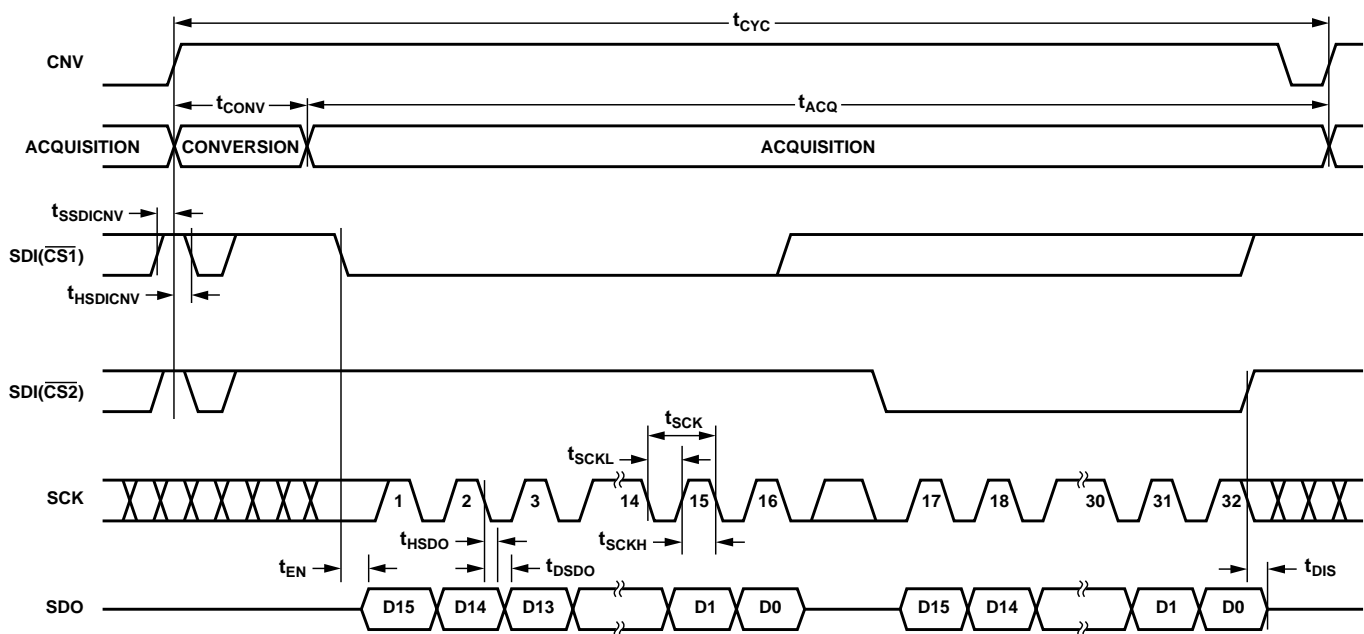 tCYC
CNV
tCONV
tACQ
ACQUISITION CONVERSION ACQUISITION
tSSDICNV
SDI(CS1)
tHSDICNV
SDI(CS2)
tSCK
tSCKL
SCK 1 2 3 14 15 16 17 18 30 31 32
tHSDO
tSCKH
tEN
tDSDO
tDIS
SDO D15 D14 D13 D1 D0 D15 D14 D1 D0